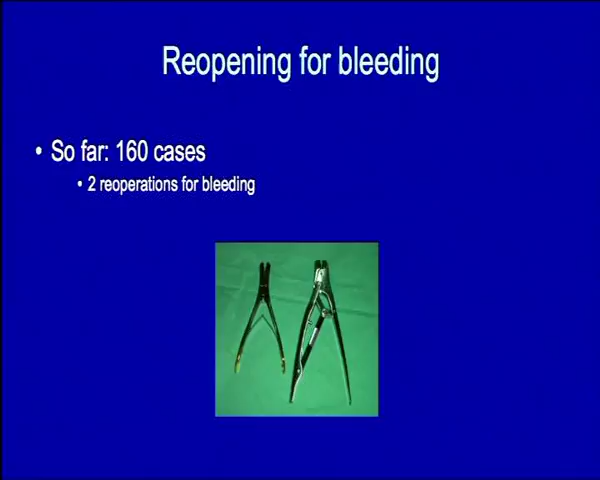 Reopening for bleeding
• So far: 160 cases
• 2 reoperations for bleeding